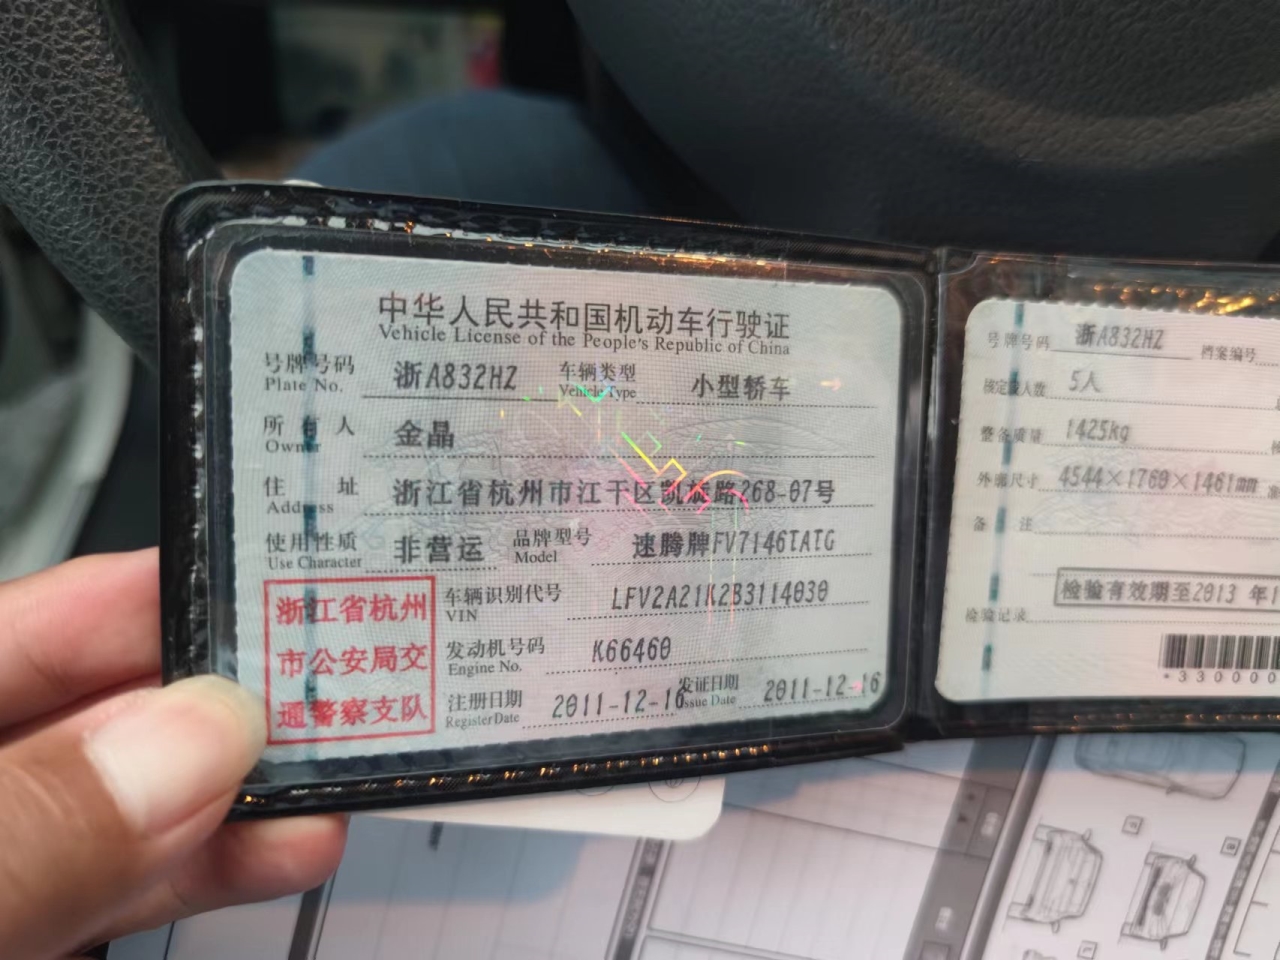 中华人民共和国机动车行驶证
Vehicle License of the People's Republic of China
号牌号码 浙A832HZ 车辆类型 小型轿车
Plate No. Vehicle Type
所有人 金晶
Owner
住址 浙江省杭州市江干区凯旋路268-07号
Address
使用性质 非营运 品牌型号 速腾牌FV7146TATG
Use Character Model
浙江省杭州
市公安局交
通警察支队
车辆识别代号 LFV2A21K2B3114030
VIN
发动机号码 K66460
Engine No.
注册日期 2011-12-16 发证日期 2011-12-16
Register Date Issue Date
号牌号码 浙A832HZ 档案编号
核定载人数 5人
整备质量 1425kg
外廓尺寸 4544×1760×1461mm
备注
检验有效期至2013 年1
检验记录
*330000